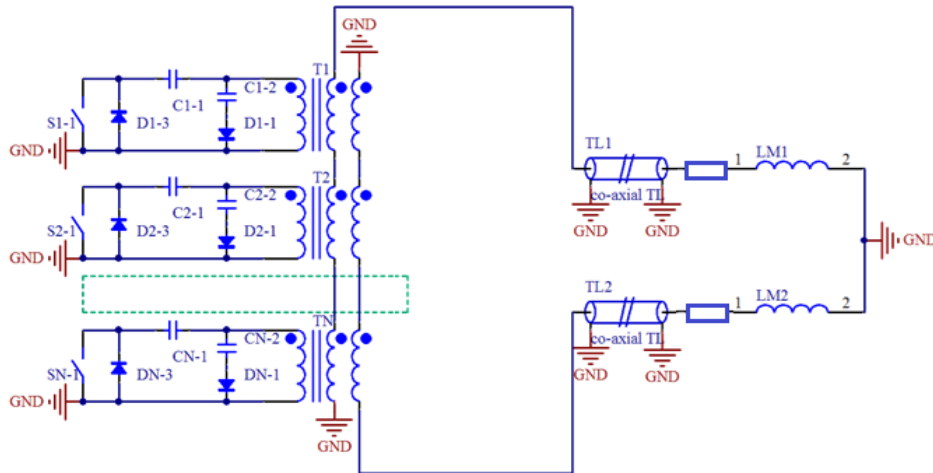 GND
T1
C1-2
C1-1
S1-1
D1-3
D1-1
GND
TL1
1
LM1
2
co-axial TL
GND
GND
T2
C2-2
C2-1
S2-1
D2-3
D2-1
GND
GND
TL2
1
LM2
2
co-axial TL
GND
GND
TN
CN-2
CN-1
SN-1
DN-3
DN-1
GND
GND